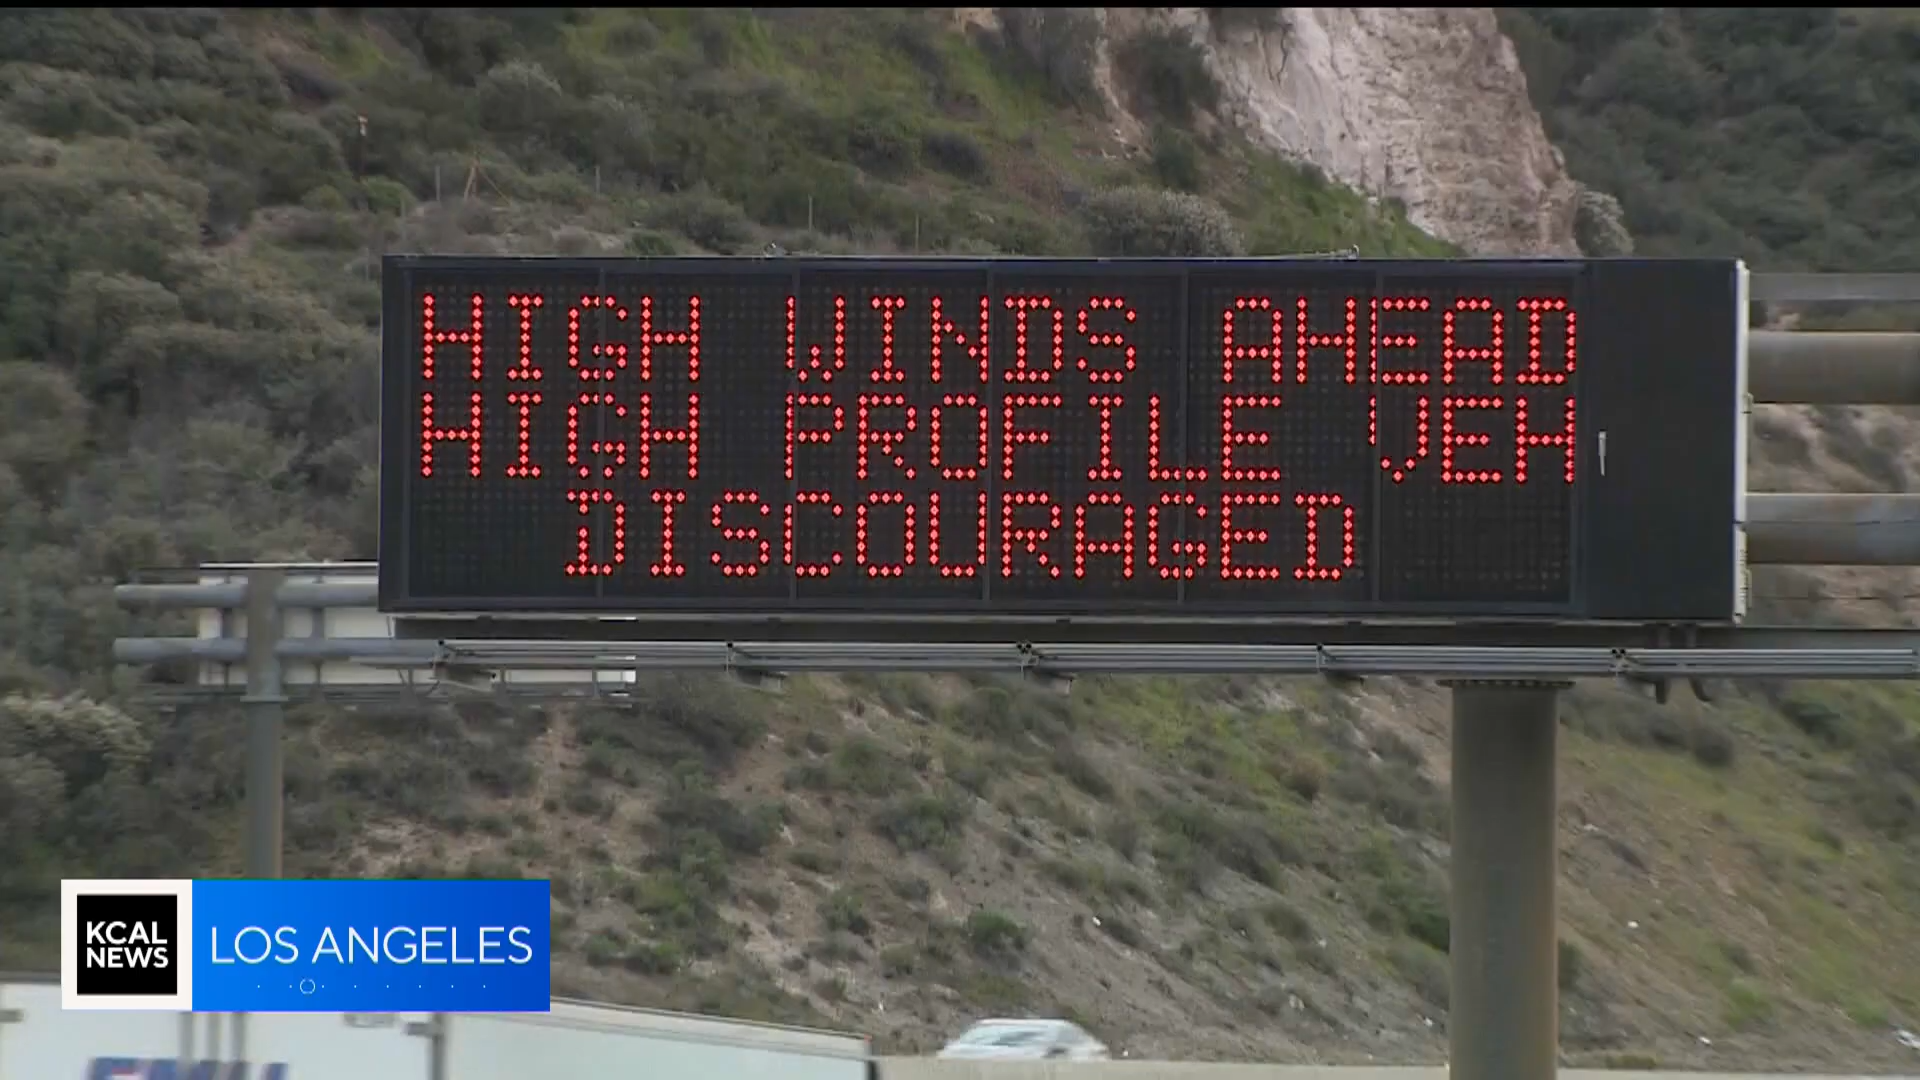 HIGH WINDS AHEAD
HIGH PROFILE VEH
DISCOURAGED
KCAL
NEWS
LOS ANGELES